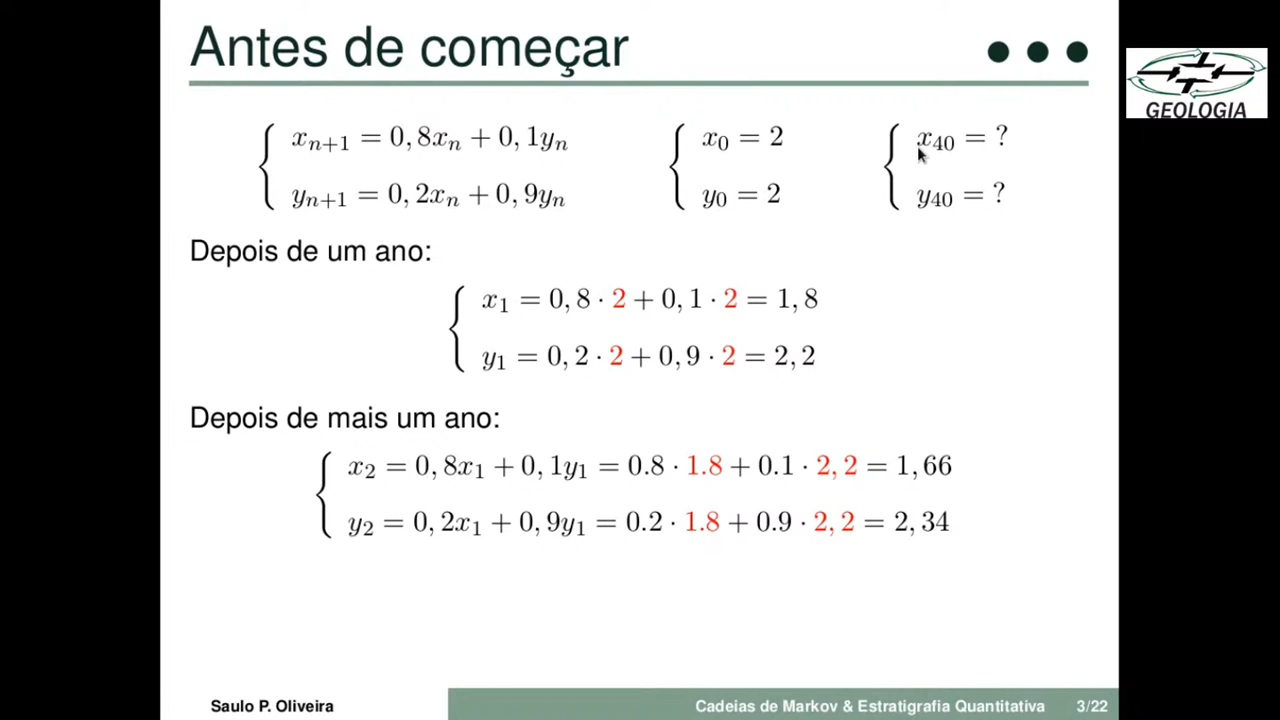 Antes de começar
GEOLOGIA
x_{n+1} = 0, 8x_n + 0, 1y_n
y_{n+1} = 0, 2x_n + 0, 9y_n
x_0 = 2
y_0 = 2
x_{40} = ?
y_{40} = ?
Depois de um ano:
x_1 = 0, 8 · 2 + 0, 1 · 2 = 1, 8
y_1 = 0, 2 · 2 + 0, 9 · 2 = 2, 2
Depois de mais um ano:
x_2 = 0, 8x_1 + 0, 1y_1 = 0.8 · 1.8 + 0.1 · 2, 2 = 1, 66
y_2 = 0, 2x_1 + 0, 9y_1 = 0.2 · 1.8 + 0.9 · 2, 2 = 2, 34
Saulo P. Oliveira
Cadeias de Markov & Estratigrafia Quantitativa 3/22